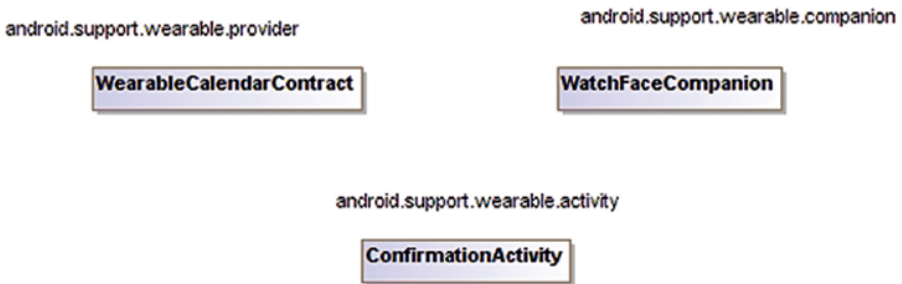 android.support.wearable.provider
android.support.wearable.companion
WearableCalendarContract
WatchFaceCompanion
android.support.wearable.activity
ConfirmationActivity